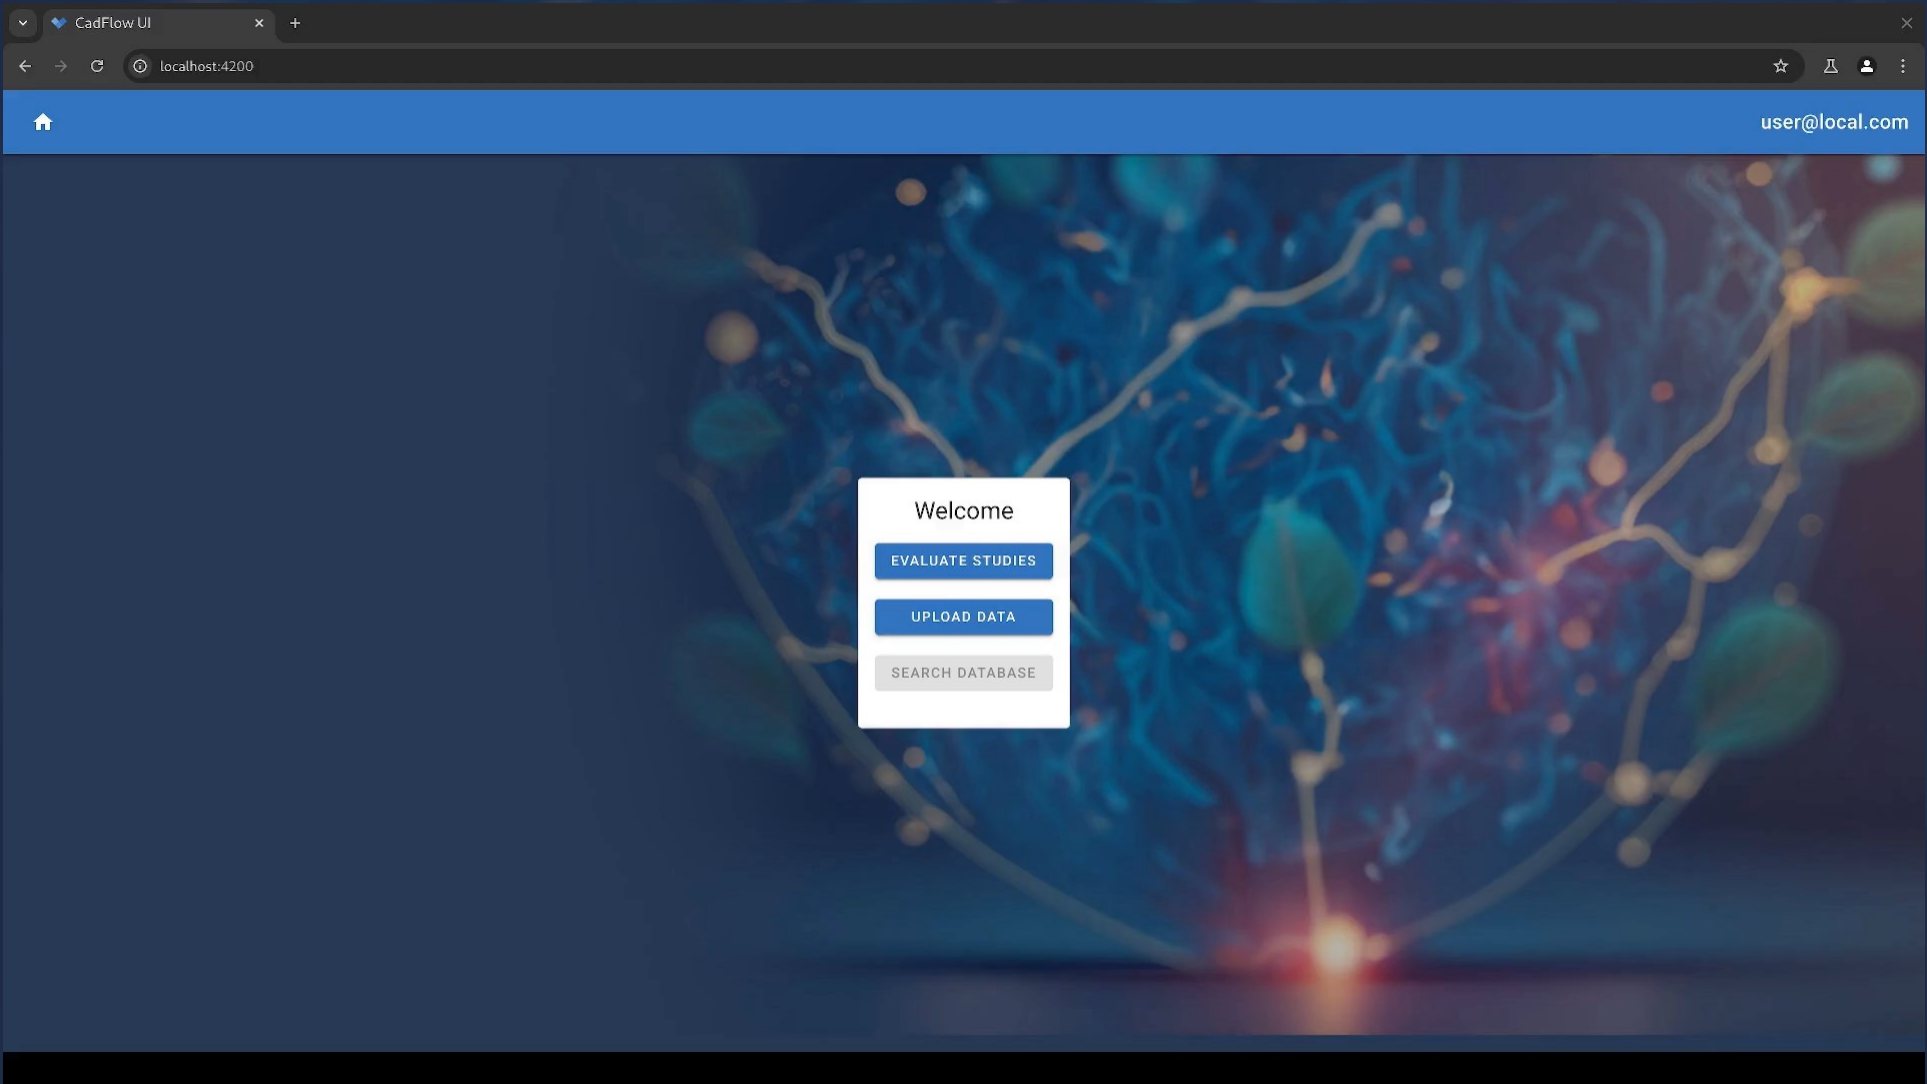 CadFlow UI
localhost:4200
user@local.com
Welcome
EVALUATE STUDIES
UPLOAD DATA
SEARCH DATABASE